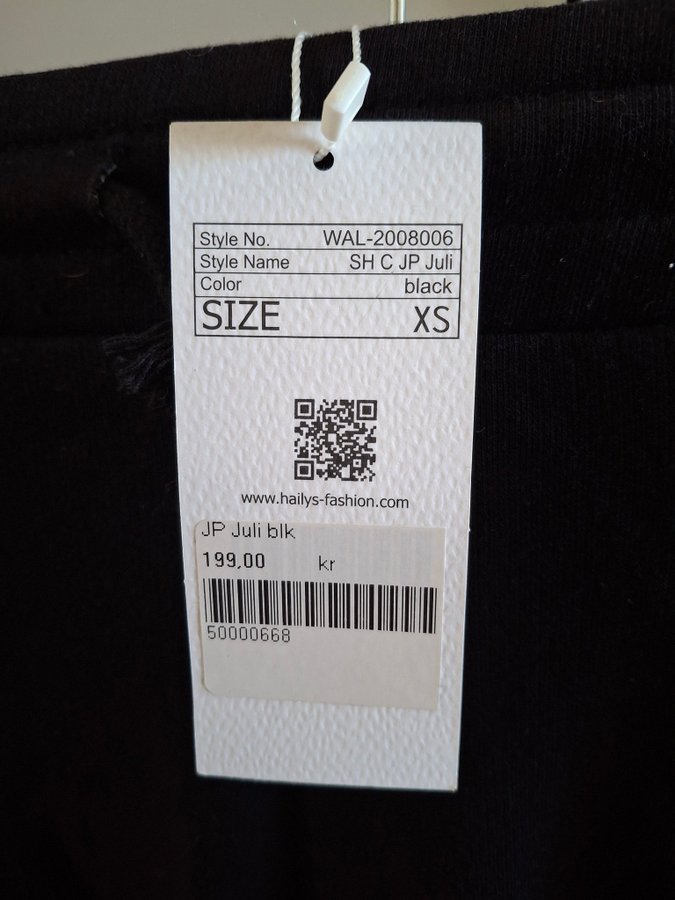 Style No. WAL-2008006
Style Name SH C JP Juli
Color black
SIZE XS
www.hailys-fashion.com
JP Juli blk
199,00 kr
50000668